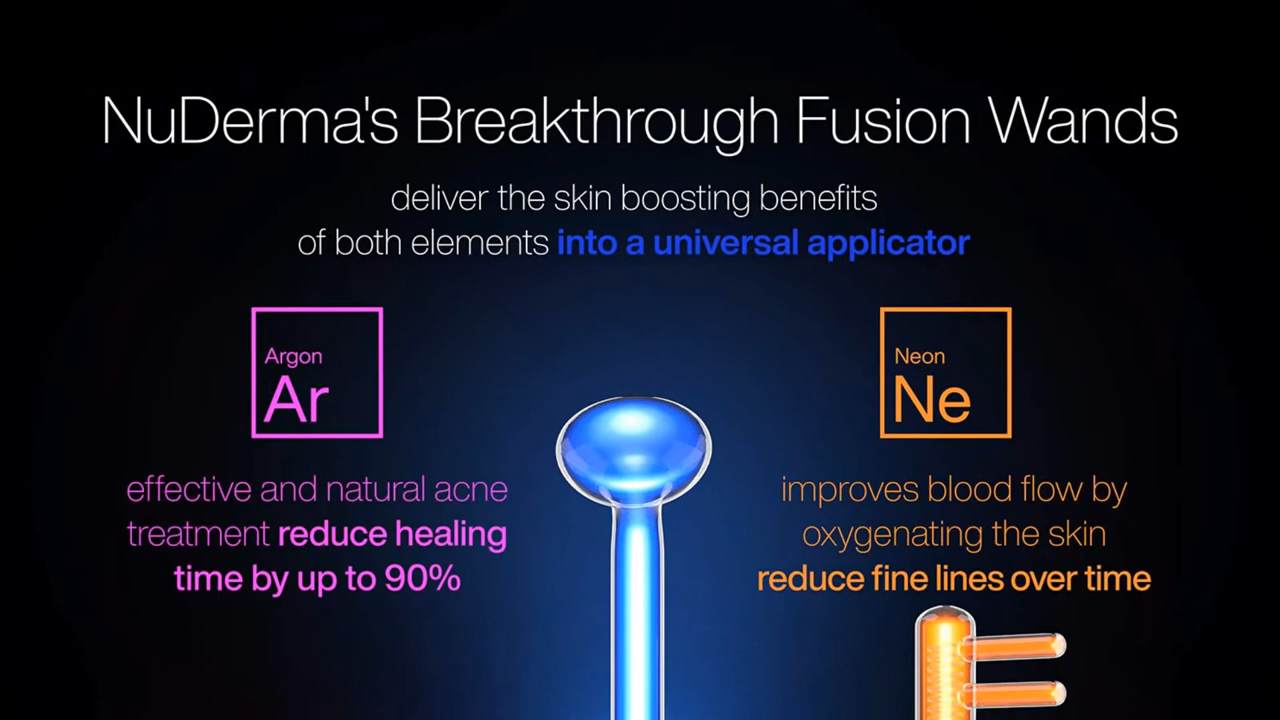 NuDerma's Breakthrough Fusion Wands
deliver the skin boosting benefits
of both elements into a universal applicator
Argon
Ar
effective and natural acne
treatment reduce healing
time by up to 90%
Neon
Ne
improves blood flow by
oxygenating the skin
reduce fine lines over time